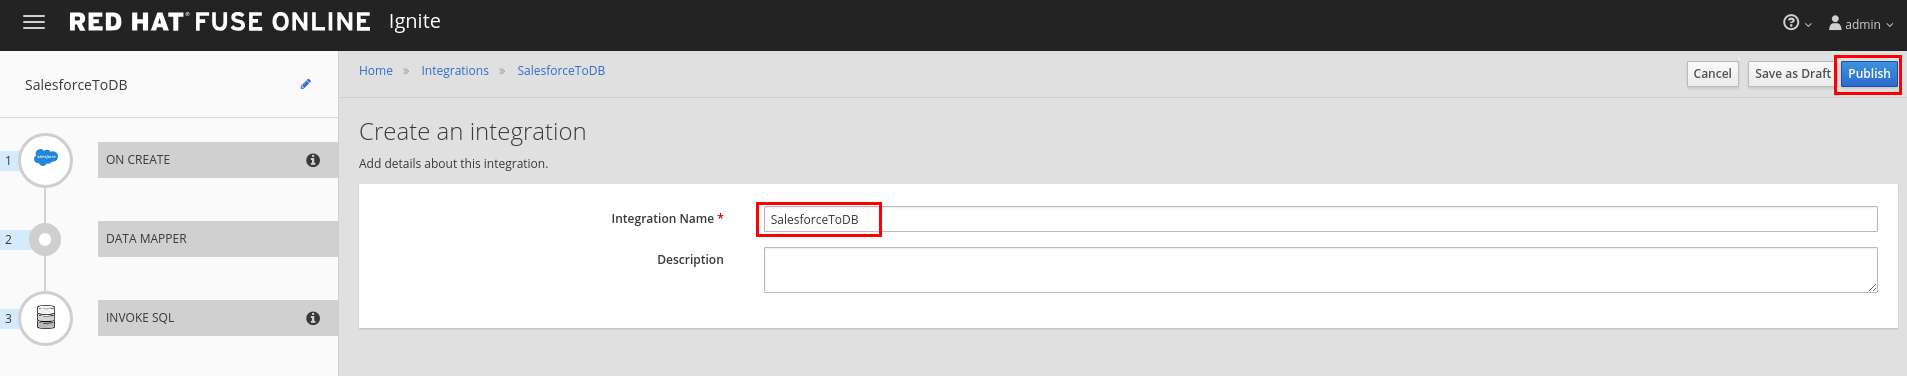 RED HAT® FUSE ONLINE Ignite
admin
SalesforceToDB
Home » Integrations » SalesforceToDB
Cancel Save as Draft Publish
Create an integration
Add details about this integration.
1 salesforce ON CREATE
2 DATA MAPPER
3 INVOKE SQL
Integration Name * SalesforceToDB
Description